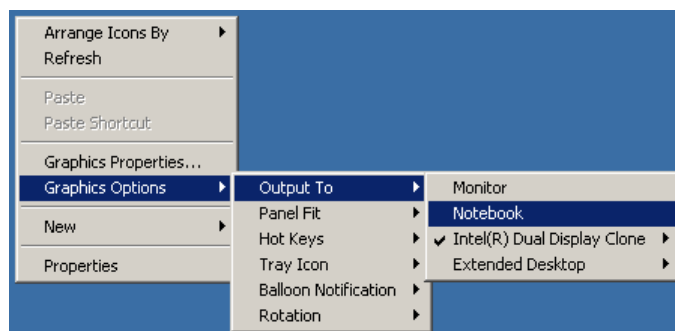 Arrange Icons By
Refresh
Paste
Paste Shortcut
Graphics Properties...
Graphics Options
New
Properties
Output To
Panel Fit
Hot Keys
Tray Icon
Balloon Notification
Rotation
Monitor
Notebook
Intel(R) Dual Display Clone
Extended Desktop